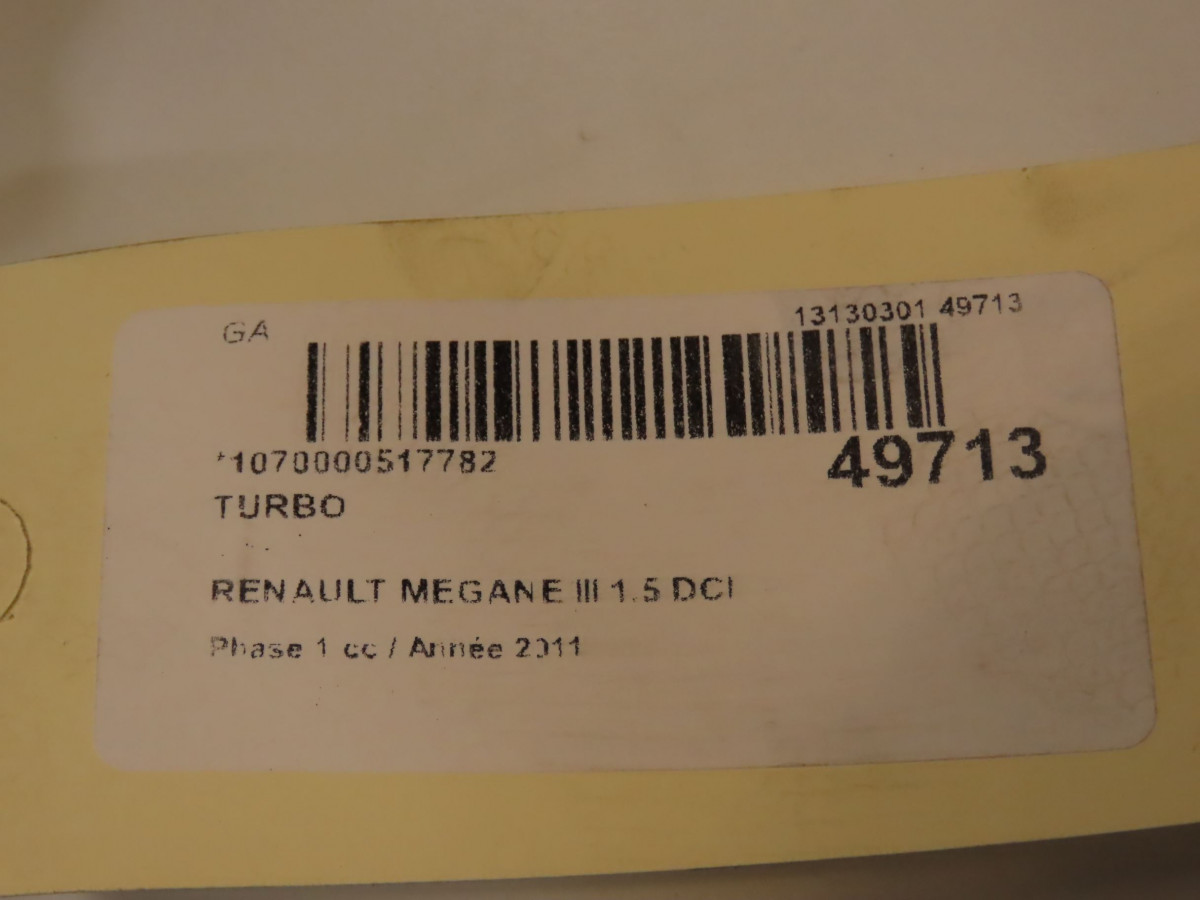 GA
13130301 49713
*1070000517782
49713
TURBO
RENAULT MEGANE III 1.5 DCI
Phase 1 cc / Année 2011